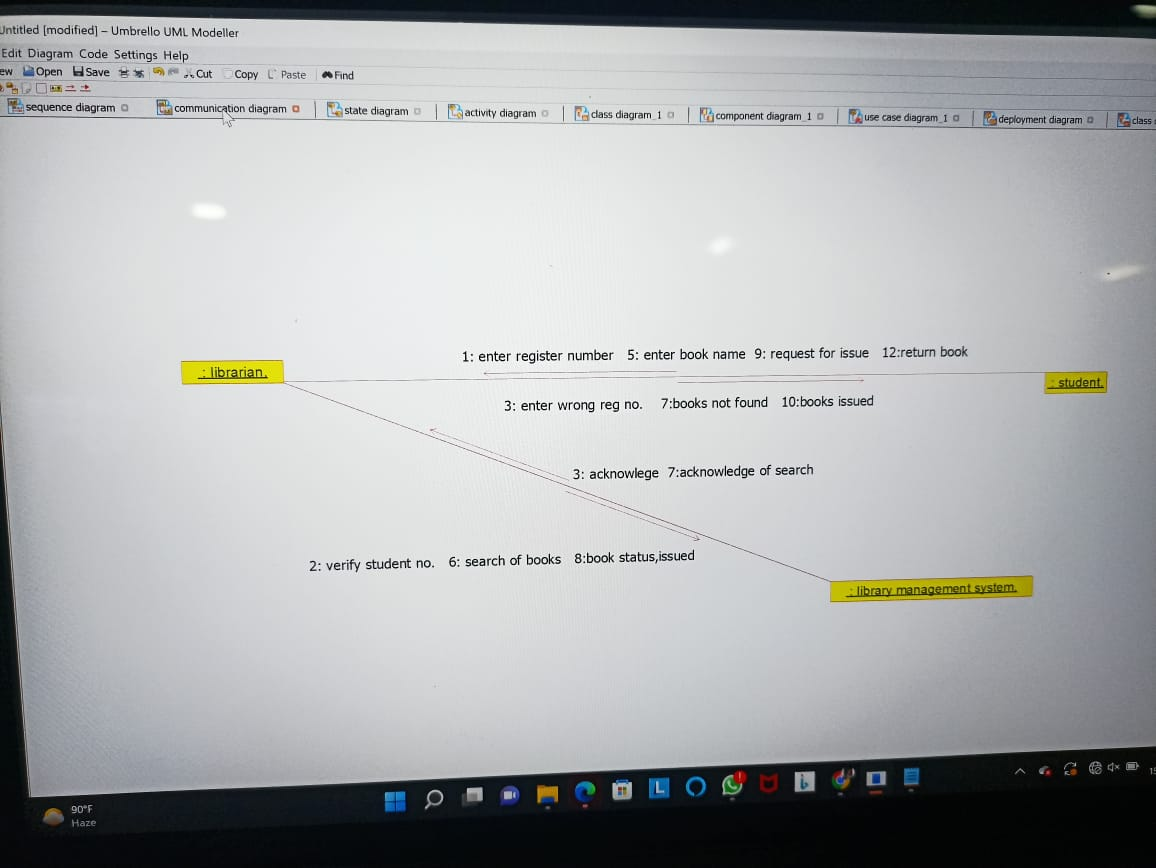 Untitled [modified] – Umbrello UML Modeller
Edit Diagram Code Settings Help
ew Open Save Cut Copy Paste Find
sequence diagram communication diagram state diagram activity diagram class diagram_1 component diagram_1 use case diagram_1 deployment diagram class
1: enter register number 5: enter book name 9: request for issue 12:return book
: librarian.
: student.
3: enter wrong reg no. 7:books not found 10:books issued
3: acknowlege 7:acknowledge of search
2: verify student no. 6: search of books 8:book status,issued
: library management system.
90°F
Haze